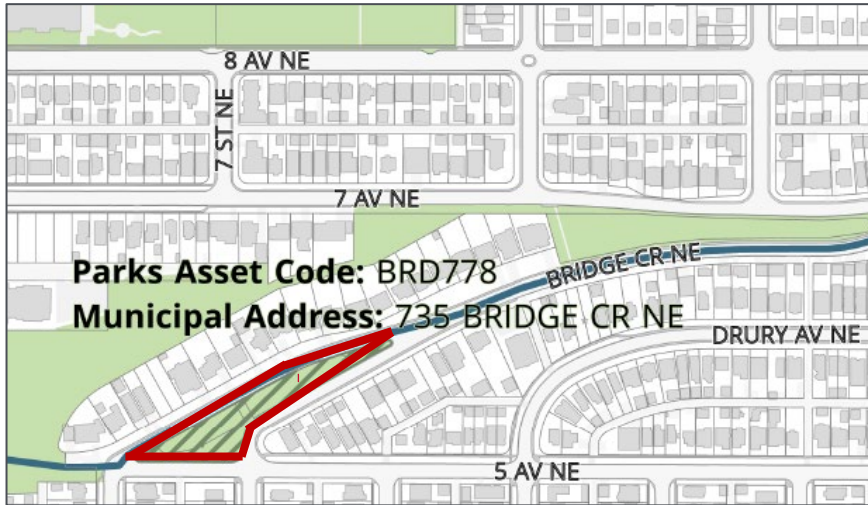 8 AV NE
7 ST NE
7 AV NE
Parks Asset Code: BRD778
BRIDGE CR NE
Municipal Address: 735 BRIDGE CR NE
DRURY AV NE
5 AV NE